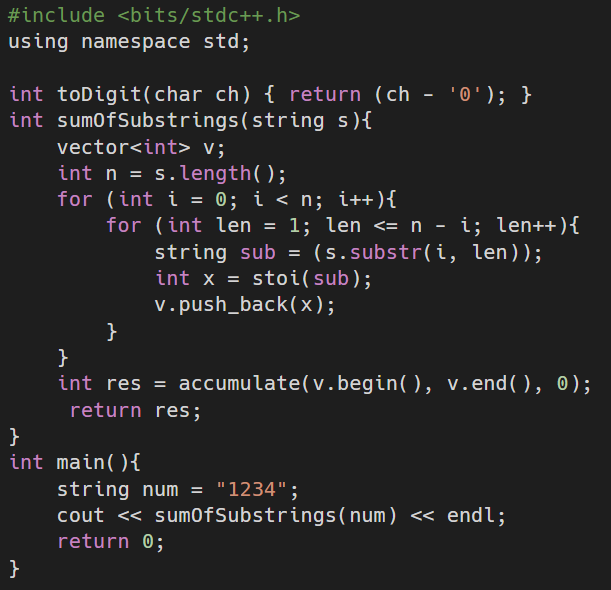 #include <bits/stdc++.h>
using namespace std;

int toDigit(char ch) { return (ch - '0'); }
int sumOfSubstrings(string s){
    vector<int> v;
    int n = s.length();
    for (int i = 0; i < n; i++){
        for (int len = 1; len <= n - i; len++){
            string sub = (s.substr(i, len));
            int x = stoi(sub);
            v.push_back(x);
        }
    }
    int res = accumulate(v.begin(), v.end(), 0);
     return res;
}
int main(){
    string num = "1234";
    cout << sumOfSubstrings(num) << endl;
    return 0;
}